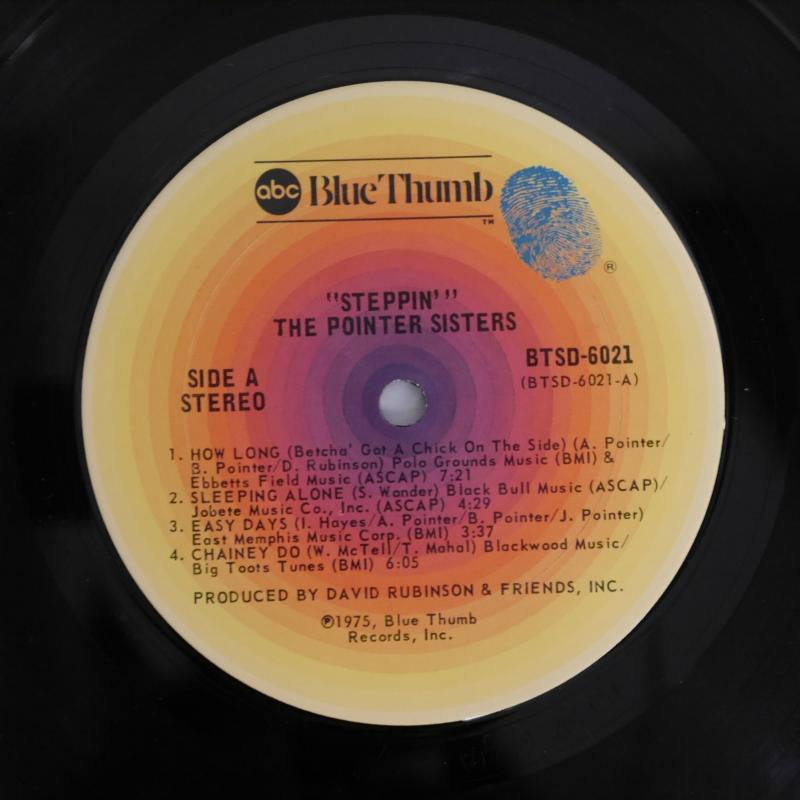 abc Blue Thumb
TM
®
"STEPPIN'"
THE POINTER SISTERS
SIDE A
STEREO
BTSD-6021
(BTSD-6021-A)
1. HOW LONG (Betcha' Got A Chick On The Side) (A. Pointer/
B. Pointer/D. Rubinson) Polo Grounds Music (BMI) &
Ebbetts Field Music (ASCAP) 7:21
2. SLEEPING ALONE (S. Wonder) Black Bull Music (ASCAP)/
Jobete Music Co., Inc. (ASCAP) 4:29
3. EASY DAYS (I. Hayes/A. Pointer/B. Pointer/J. Pointer)
East Memphis Music Corp. (BMI) 3:37
4. CHAINEY DO (W. McTell/T. Mahal) Blackwood Music/
Big Toots Tunes (BMI) 6:05
PRODUCED BY DAVID RUBINSON & FRIENDS, INC.
℗1975, Blue Thumb
Records, Inc.